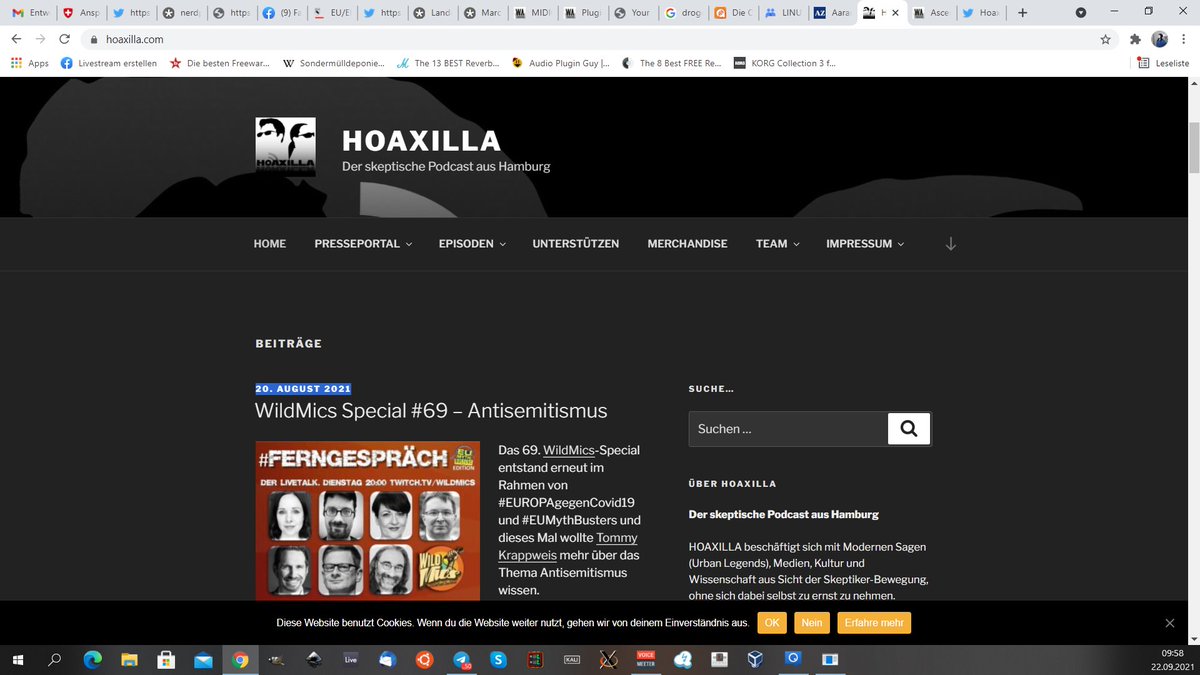 Entw
Ansp
https
nerd
https
(9) Fa
EU/E
https
Land
Marc
MIDI
Plugi
Your
drog
Die C
LINU
Aara
H
Asce
Hoax
hoaxilla.com
Apps
Livestream erstellen
Die besten Freewar...
Sondermülldeponie...
The 13 BEST Reverb...
Audio Plugin Guy |...
The 8 Best FREE Re...
KORG Collection 3 f...
Leseliste
HOAXILLA
HOAXILLA
Der skeptische Podcast aus Hamburg
HOME
PRESSEPORTAL
EPISODEN
UNTERSTÜTZEN
MERCHANDISE
TEAM
IMPRESSUM
BEITRÄGE
20. AUGUST 2021
WildMics Special #69 – Antisemitismus
#FERNGESPRÄCH
EDITION
DER LIVETALK. DIENSTAG 20:00 TWITCH.TV/WILDMICS
WILD
MICS
Das 69. WildMics-Special
entstand erneut im
Rahmen von
#EUROPAgegenCovid19
und #EUMythBusters und
dieses Mal wollte Tommy
Krappweis mehr über das
Thema Antisemitismus
wissen.
SUCHE...
Suchen ...
ÜBER HOAXILLA
Der skeptische Podcast aus Hamburg
HOAXILLA beschäftigt sich mit Modernen Sagen
(Urban Legends), Medien, Kultur und
Wissenschaft aus Sicht der Skeptiker-Bewegung,
ohne sich dabei selbst zu ernst zu nehmen.
Diese Website benutzt Cookies. Wenn du die Website weiter nutzt, gehen wir von deinem Einverständnis aus.
OK
Nein
Erfahre mehr
Live
KALI
VOICE
MEETER
09:58
22.09.2021